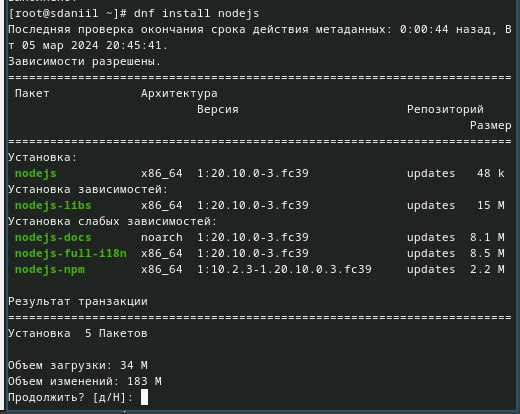 [root@sdaniil ~]# dnf install nodejs
Последняя проверка окончания срока действия метаданных: 0:00:44 назад, В
т 05 мар 2024 20:45:41.
Зависимости разрешены.
========================================================================
Пакет Архитектура
Версия Репозиторий
Размер
========================================================================
Установка:
nodejs x86_64 1:20.10.0-3.fc39 updates 48 k
Установка зависимостей:
nodejs-libs x86_64 1:20.10.0-3.fc39 updates 15 M
Установка слабых зависимостей:
nodejs-docs noarch 1:20.10.0-3.fc39 updates 8.1 M
nodejs-full-i18n x86_64 1:20.10.0-3.fc39 updates 8.5 M
nodejs-npm x86_64 1:10.2.3-1.20.10.0.3.fc39 updates 2.2 M
Результат транзакции
========================================================================
Установка 5 Пакетов
Объем загрузки: 34 M
Объем изменений: 183 M
Продолжить? [д/Н]: